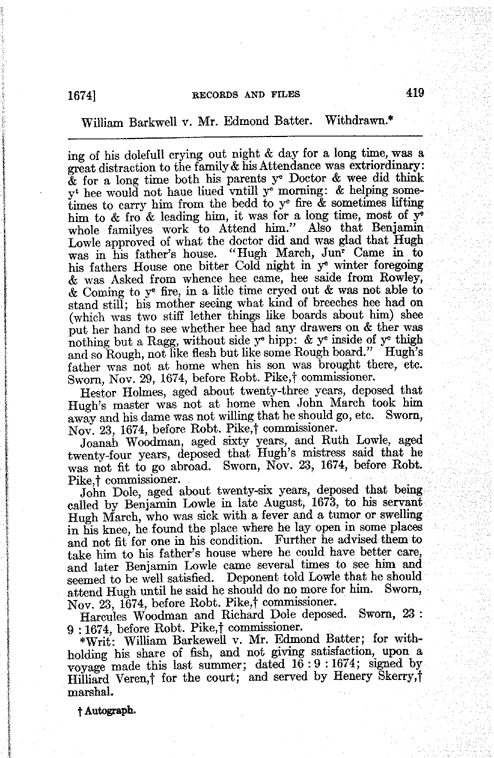 1674] RECORDS AND FILES 419
William Barkwell v. Mr. Edmond Batter. Withdrawn.*
ing of his dolefull crying out night & day for a long time, was a
great distraction to the family & his Attendance was extriordinary:
& for a long time both his parents yᵉ Doctor & wee did think
yᵗ hee would not haue liued vntill yᵉ morning: & helping some-
times to carry him from the bedd to yᵉ fire & sometimes lifting
him to & fro & leading him, it was for a long time, most of yᵉ
whole familyes work to Attend him." Also that Benjamin
Lowle approved of what the doctor did and was glad that Hugh
was in his father's house. "Hugh March, Junʳ Came in to
his fathers House one bitter Cold night in yᵉ winter foregoing
& was Asked from whence hee came, hee saide from Rowley,
& Coming to yᵉ fire, in a litle time cryed out & was not able to
stand still; his mother seeing what kind of breeches hee had on
(which was two stiff lether things like boards about him) shee
put her hand to see whether hee had any drawers on & ther was
nothing but a Ragg, without side yᵉ hipp: & yᵉ inside of yᵉ thigh
and so Rough, not like flesh but like some Rough board." Hugh's
father was not at home when his son was brought there, etc.
Sworn, Nov. 29, 1674, before Robt. Pike,† commissioner.
Hestor Holmes, aged about twenty-three years, deposed that
Hugh's master was not at home when John March took him
away and his dame was not willing that he should go, etc. Sworn,
Nov. 23, 1674, before Robt. Pike,† commissioner.
Joanah Woodman, aged sixty years, and Ruth Lowle, aged
twenty-four years, deposed that Hugh's mistress said that he
was not fit to go abroad. Sworn, Nov. 23, 1674, before Robt.
Pike,† commissioner.
John Dole, aged about twenty-six years, deposed that being
called by Benjamin Lowle in late August, 1673, to his servant
Hugh March, who was sick with a fever and a tumor or swelling
in his knee, he found the place where he lay open in some places
and not fit for one in his condition. Further he advised them to
take him to his father's house where he could have better care,
and later Benjamin Lowle came several times to see him and
seemed to be well satisfied. Deponent told Lowle that he should
attend Hugh until he said he should do no more for him. Sworn,
Nov. 23, 1674, before Robt. Pike,† commissioner.
Harcules Woodman and Richard Dole deposed. Sworn, 23 :
9 : 1674, before Robt. Pike,† commissioner.
*Writ: William Barkewell v. Mr. Edmond Batter; for with-
holding his share of fish, and not giving satisfaction, upon a
voyage made this last summer; dated 16 : 9 : 1674; signed by
Hilliard Veren,† for the court; and served by Henery Skerry,†
marshal.
† Autograph.